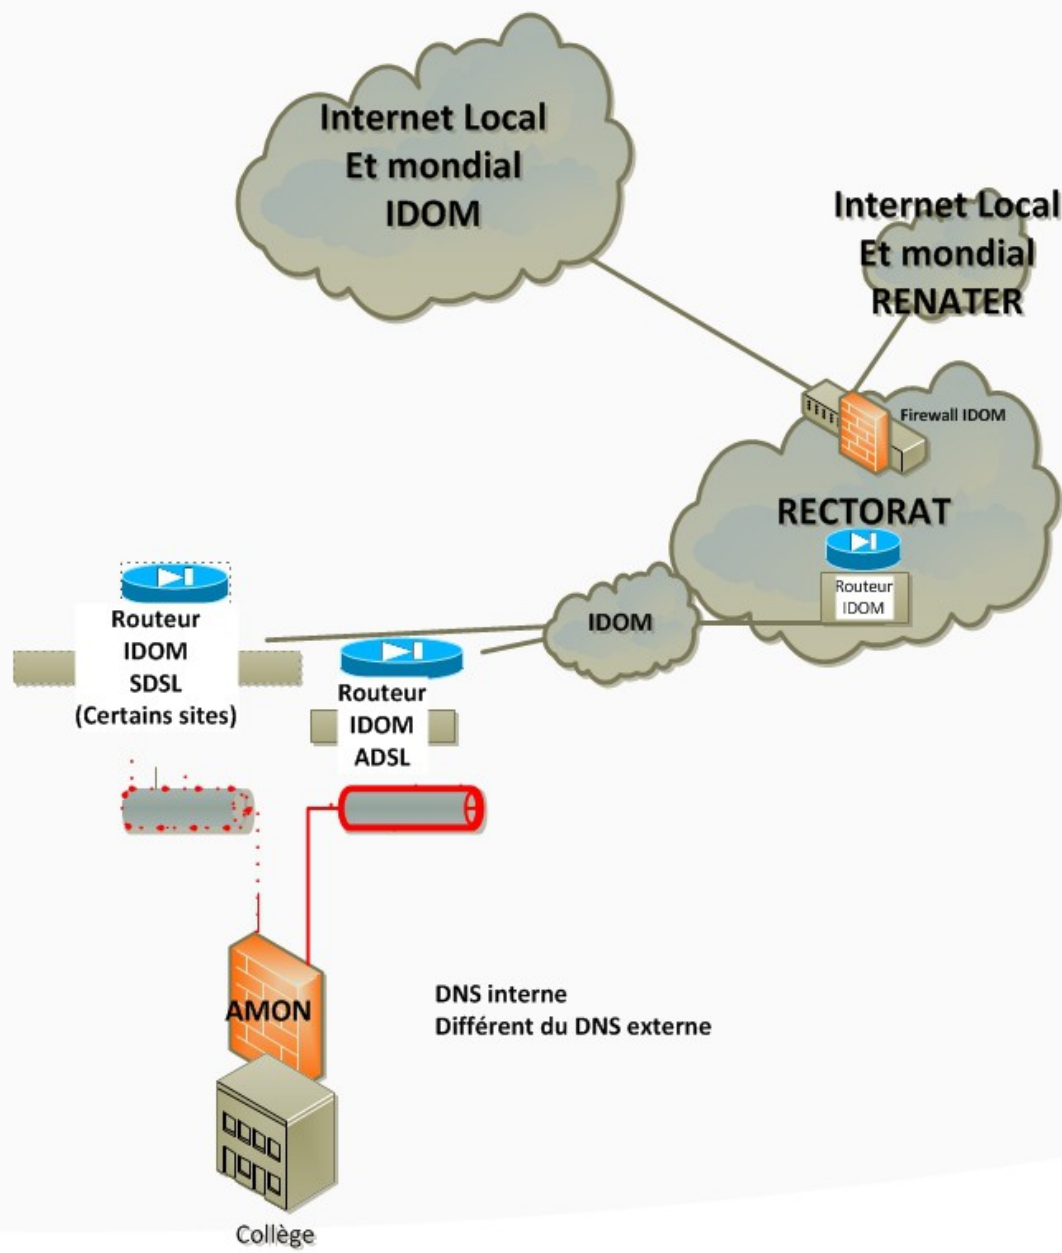 Internet Local
Et mondial
IDOM
Internet Local
Et mondial
RENATER
Firewall IDOM
RECTORAT
Routeur
IDOM
IDOM
Routeur
IDOM
SDSL
(Certains sites)
Routeur
IDOM
ADSL
AMON
DNS interne
Différent du DNS externe
Collège